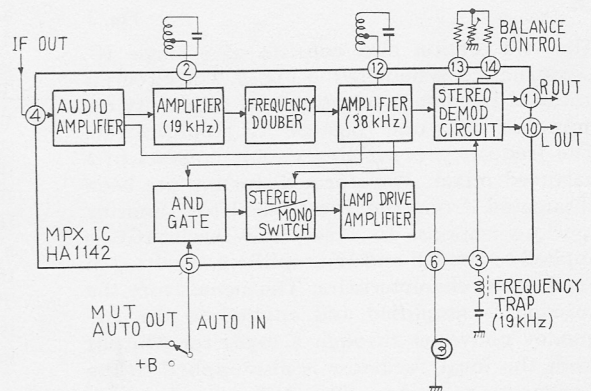 IF OUT
BALANCE
CONTROL
2
12
13
14
4
AUDIO
AMPLIFIER
AMPLIFIER
(19 kHz)
FREQUENCY
DOUBER
AMPLIFIER
(38 kHz)
STEREO
DEMOD
CIRCUIT
11
R OUT
10
L OUT
AND
GATE
STEREO
MONO
SWITCH
LAMP DRIVE
AMPLIFIER
MPX IC
HA1142
5
6
3
MUT
AUTO OUT
AUTO IN
+B
FREQUENCY
TRAP
(19kHz)